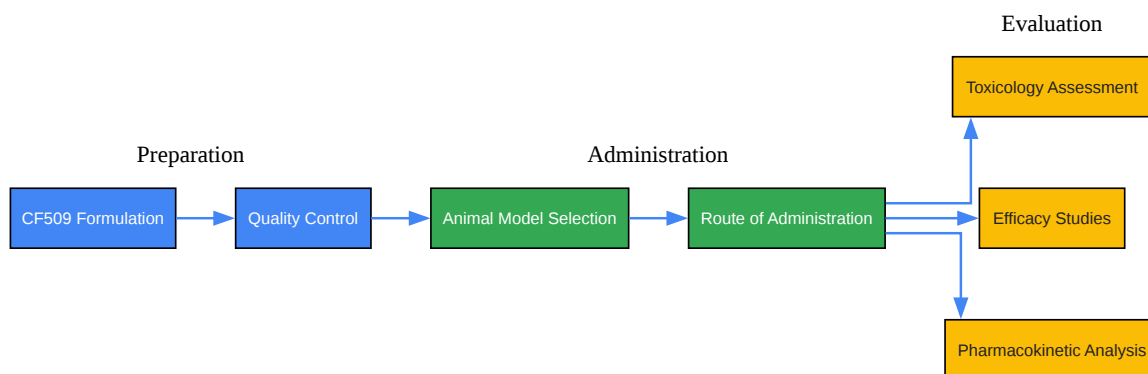 Evaluation
Toxicology Assessment
Preparation
Administration
CF509 Formulation
Quality Control
Animal Model Selection
Route of Administration
Efficacy Studies
Pharmacokinetic Analysis